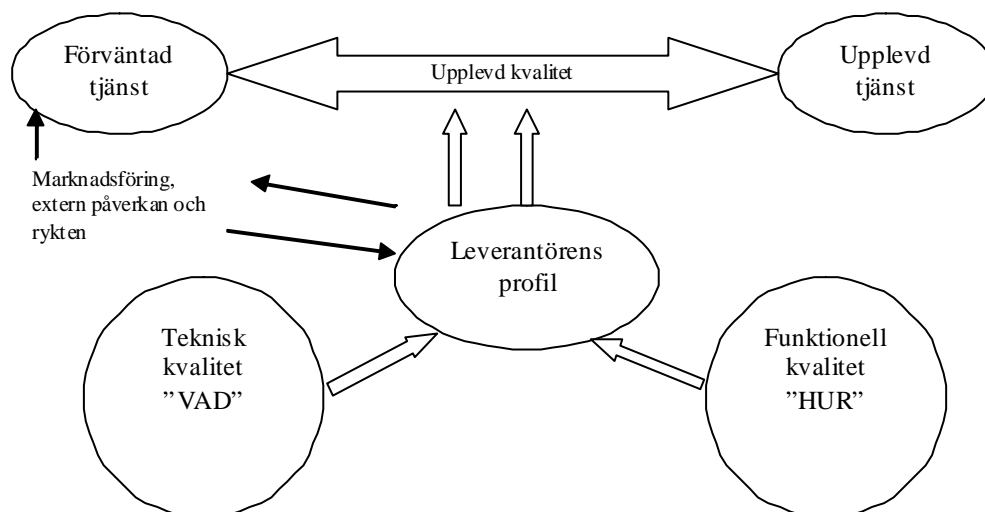 Förväntad
tjänst
Upplevd kvalitet
Upplevd
tjänst
Marknadsföring,
extern påverkan och
rykten
Leverantörens
profil
Teknisk
kvalitet
”VAD”
Funktionell
kvalitet
”HUR”